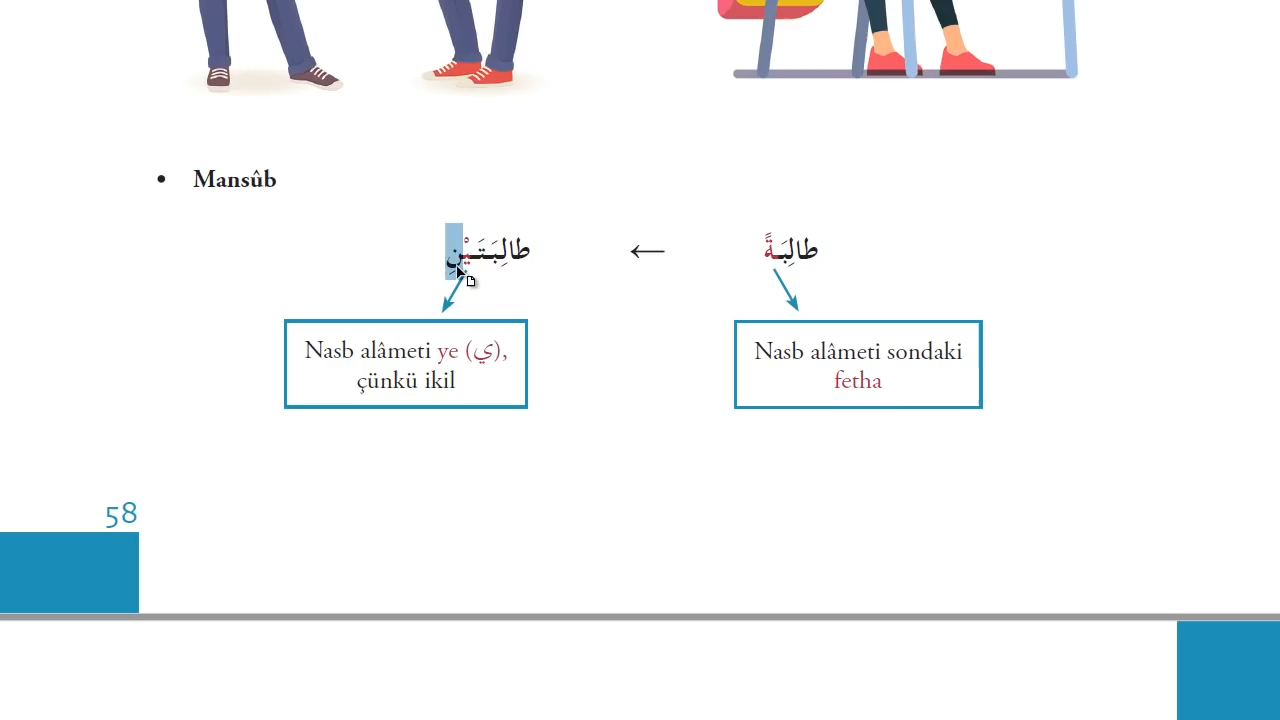 • Mansûb
طالِبَةً ← طالِبَتَيْنِ
Nasb alâmeti ye (ي),
çünkü ikil
Nasb alâmeti sondaki
fetha
58